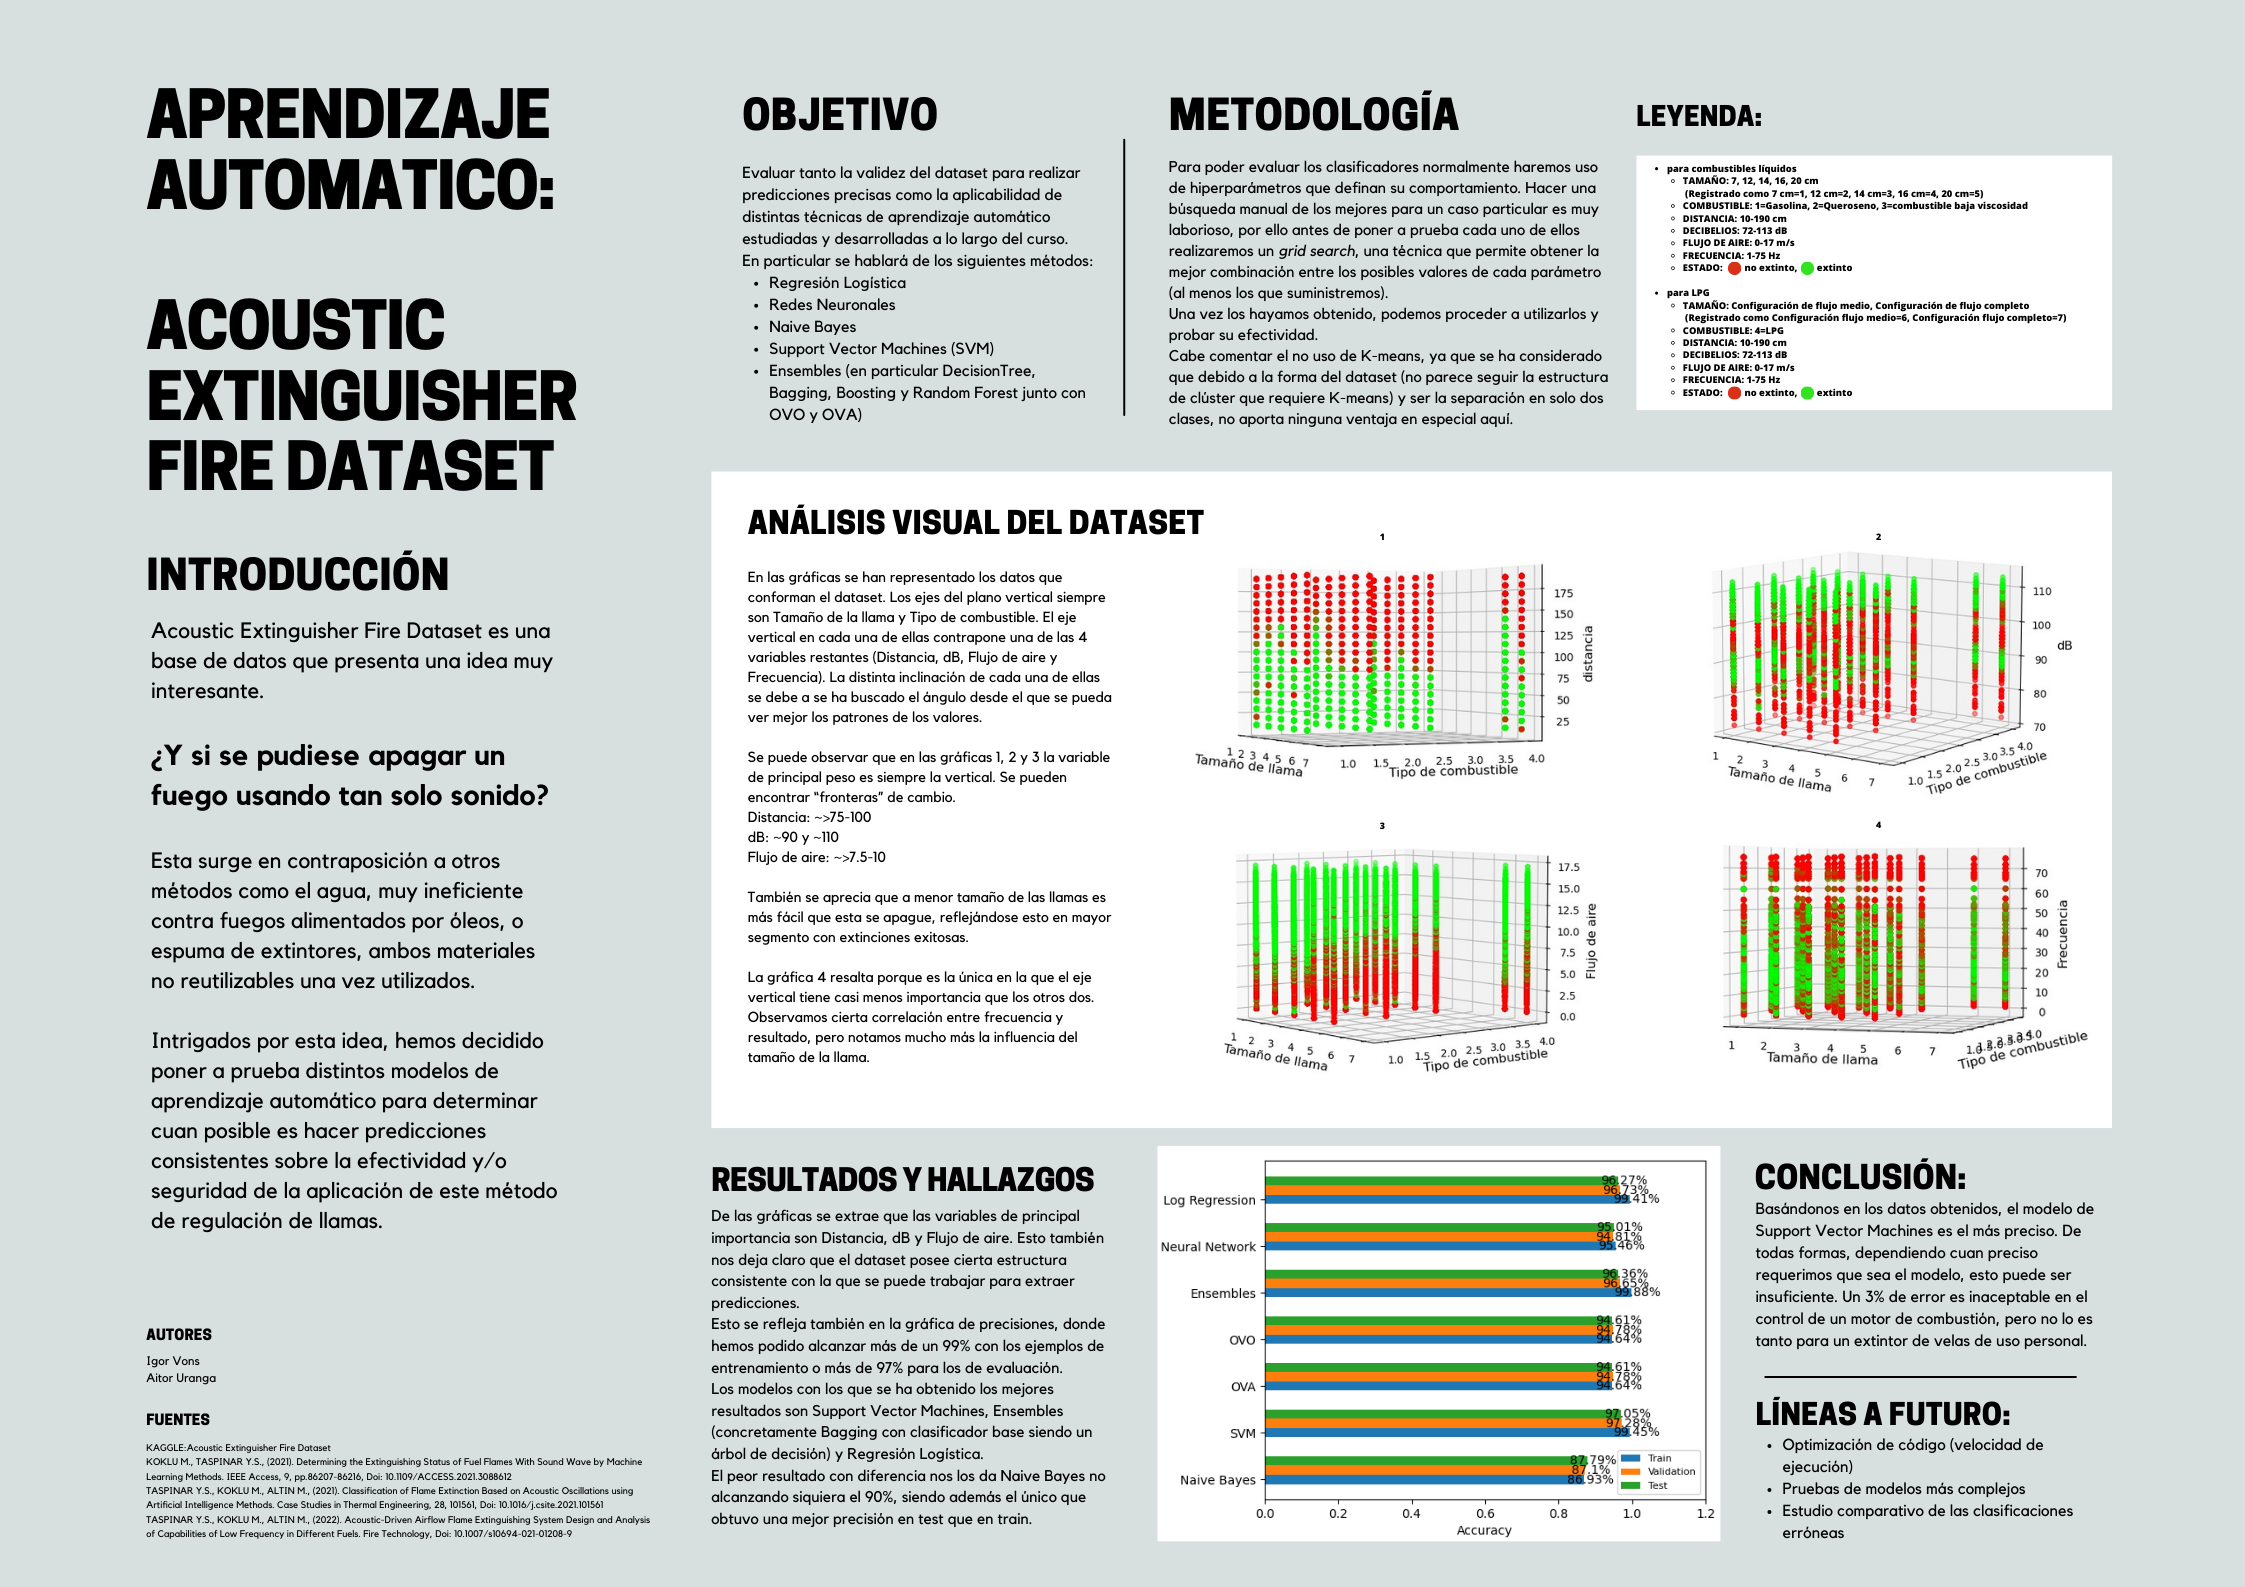 APRENDIZAJE
AUTOMATICO:
ACOUSTIC
EXTINGUISHER
FIRE DATASET
INTRODUCCIÓN
Acoustic Extinguisher Fire Dataset es una
base de datos que presenta una idea muy
interesante.
¿Y si se pudiese apagar un
fuego usando tan solo sonido?
Esta surge en contraposición a otros
métodos como el agua, muy ineficiente
contra fuegos alimentados por óleos, o
espuma de extintores, ambos materiales
no reutilizables una vez utilizados.
Intrigados por esta idea, hemos decidido
poner a prueba distintos modelos de
aprendizaje automático para determinar
cuan posible es hacer predicciones
consistentes sobre la efectividad y/o
seguridad de la aplicación de este método
de regulación de llamas.
AUTORES
Igor Vons
Aitor Uranga
FUENTES
KAGGLE:Acoustic Extinguisher Fire Dataset
KOKLU M., TASPINAR Y.S., (2021). Determining the Extinguishing Status of Fuel Flames With Sound Wave by Machine
Learning Methods. IEEE Access, 9, pp.86207-86216, Doi: 10.1109/ACCESS.2021.3088612
TASPINAR Y.S., KOKLU M., ALTIN M., (2021). Classification of Flame Extinction Based on Acoustic Oscillations using
Artificial Intelligence Methods. Case Studies in Thermal Engineering, 28, 101561, Doi: 10.1016/j.csite.2021.101561
TASPINAR Y.S., KOKLU M., ALTIN M., (2022). Acoustic-Driven Airflow Flame Extinguishing System Design and Analysis
of Capabilities of Low Frequency in Different Fuels. Fire Technology, Doi: 10.1007/s10694-021-01208-9
OBJETIVO
Evaluar tanto la validez del dataset para realizar
predicciones precisas como la aplicabilidad de
distintas técnicas de aprendizaje automático
estudiadas y desarrolladas a lo largo del curso.
En particular se hablará de los siguientes métodos:
• Regresión Logística
• Redes Neuronales
• Naive Bayes
• Support Vector Machines (SVM)
• Ensembles (en particular DecisionTree,
Bagging, Boosting y Random Forest junto con
OVO y OVA)
METODOLOGÍA
Para poder evaluar los clasificadores normalmente haremos uso
de hiperparámetros que definan su comportamiento. Hacer una
búsqueda manual de los mejores para un caso particular es muy
laborioso, por ello antes de poner a prueba cada uno de ellos
realizaremos un grid search, una técnica que permite obtener la
mejor combinación entre los posibles valores de cada parámetro
(al menos los que suministremos).
Una vez los hayamos obtenido, podemos proceder a utilizarlos y
probar su efectividad.
Cabe comentar el no uso de K-means, ya que se ha considerado
que debido a la forma del dataset (no parece seguir la estructura
de clúster que requiere K-means) y ser la separación en solo dos
clases, no aporta ninguna ventaja en especial aquí.
LEYENDA:
• para combustibles líquidos
◦ TAMAÑO: 7, 12, 14, 16, 20 cm
(Registrado como 7 cm=1, 12 cm=2, 14 cm=3, 16 cm=4, 20 cm=5)
◦ COMBUSTIBLE: 1=Gasolina, 2=Queroseno, 3=combustible baja viscosidad
◦ DISTANCIA: 10-190 cm
◦ DECIBELIOS: 72-113 dB
◦ FLUJO DE AIRE: 0-17 m/s
◦ FRECUENCIA: 1-75 Hz
◦ ESTADO: no extinto, extinto
• para LPG
◦ TAMAÑO: Configuración de flujo medio, Configuración de flujo completo
(Registrado como Configuración flujo medio=6, Configuración flujo completo=7)
◦ COMBUSTIBLE: 4=LPG
◦ DISTANCIA: 10-190 cm
◦ DECIBELIOS: 72-113 dB
◦ FLUJO DE AIRE: 0-17 m/s
◦ FRECUENCIA: 1-75 Hz
◦ ESTADO: no extinto, extinto
ANÁLISIS VISUAL DEL DATASET
En las gráficas se han representado los datos que
conforman el dataset. Los ejes del plano vertical siempre
son Tamaño de la llama y Tipo de combustible. El eje
vertical en cada una de ellas contrapone una de las 4
variables restantes (Distancia, dB, Flujo de aire y
Frecuencia). La distinta inclinación de cada una de ellas
se debe a se ha buscado el ángulo desde el que se pueda
ver mejor los patrones de los valores.
Se puede observar que en las gráficas 1, 2 y 3 la variable
de principal peso es siempre la vertical. Se pueden
encontrar “fronteras” de cambio.
Distancia: ~>75-100
dB: ~90 y ~110
Flujo de aire: ~>7.5-10
También se aprecia que a menor tamaño de las llamas es
más fácil que esta se apague, reflejándose esto en mayor
segmento con extinciones exitosas.
La gráfica 4 resalta porque es la única en la que el eje
vertical tiene casi menos importancia que los otros dos.
Observamos cierta correlación entre frecuencia y
resultado, pero notamos mucho más la influencia del
tamaño de la llama.
1
175
150
125
100
75
50
25
distancia
1 2 3 4 5 6 7
Tamaño de llama
1.0 1.5 2.0 2.5 3.0 3.5 4.0
Tipo de combustible
2
110
100
90
80
70
dB
1 2 3 4 5 6 7
Tamaño de llama
1.0 1.5 2.0 2.5 3.0 3.5 4.0
Tipo de combustible
3
17.5
15.0
12.5
10.0
7.5
5.0
2.5
0.0
Flujo de aire
1 2 3 4 5 6 7
Tamaño de llama
1.0 1.5 2.0 2.5 3.0 3.5 4.0
Tipo de combustible
4
70
60
50
40
30
20
10
0
Frecuencia
1 2 3 4 5 6 7
Tamaño de llama
1.0 1.5 2.0 2.5 3.0 3.5 4.0
Tipo de combustible
RESULTADOS Y HALLAZGOS
De las gráficas se extrae que las variables de principal
importancia son Distancia, dB y Flujo de aire. Esto también
nos deja claro que el dataset posee cierta estructura
consistente con la que se puede trabajar para extraer
predicciones.
Esto se refleja también en la gráfica de precisiones, donde
hemos podido alcanzar más de un 99% con los ejemplos de
entrenamiento o más de 97% para los de evaluación.
Los modelos con los que se ha obtenido los mejores
resultados son Support Vector Machines, Ensembles
(concretamente Bagging con clasificador base siendo un
árbol de decisión) y Regresión Logística.
El peor resultado con diferencia nos los da Naive Bayes no
alcanzando siquiera el 90%, siendo además el único que
obtuvo una mejor precisión en test que en train.
Log Regression
96.27%
96.73%
99.41%
Neural Network
95.01%
94.81%
95.46%
Ensembles
96.36%
96.65%
99.88%
OVO
94.61%
94.78%
94.64%
OVA
94.61%
94.78%
94.64%
SVM
97.05%
97.28%
99.45%
Naive Bayes
87.79%
87.1%
86.93%
Train
Validation
Test
0.0 0.2 0.4 0.6 0.8 1.0 1.2
Accuracy
CONCLUSIÓN:
Basándonos en los datos obtenidos, el modelo de
Support Vector Machines es el más preciso. De
todas formas, dependiendo cuan preciso
requerimos que sea el modelo, esto puede ser
insuficiente. Un 3% de error es inaceptable en el
control de un motor de combustión, pero no lo es
tanto para un extintor de velas de uso personal.
LÍNEAS A FUTURO:
• Optimización de código (velocidad de
ejecución)
• Pruebas de modelos más complejos
• Estudio comparativo de las clasificaciones
erróneas